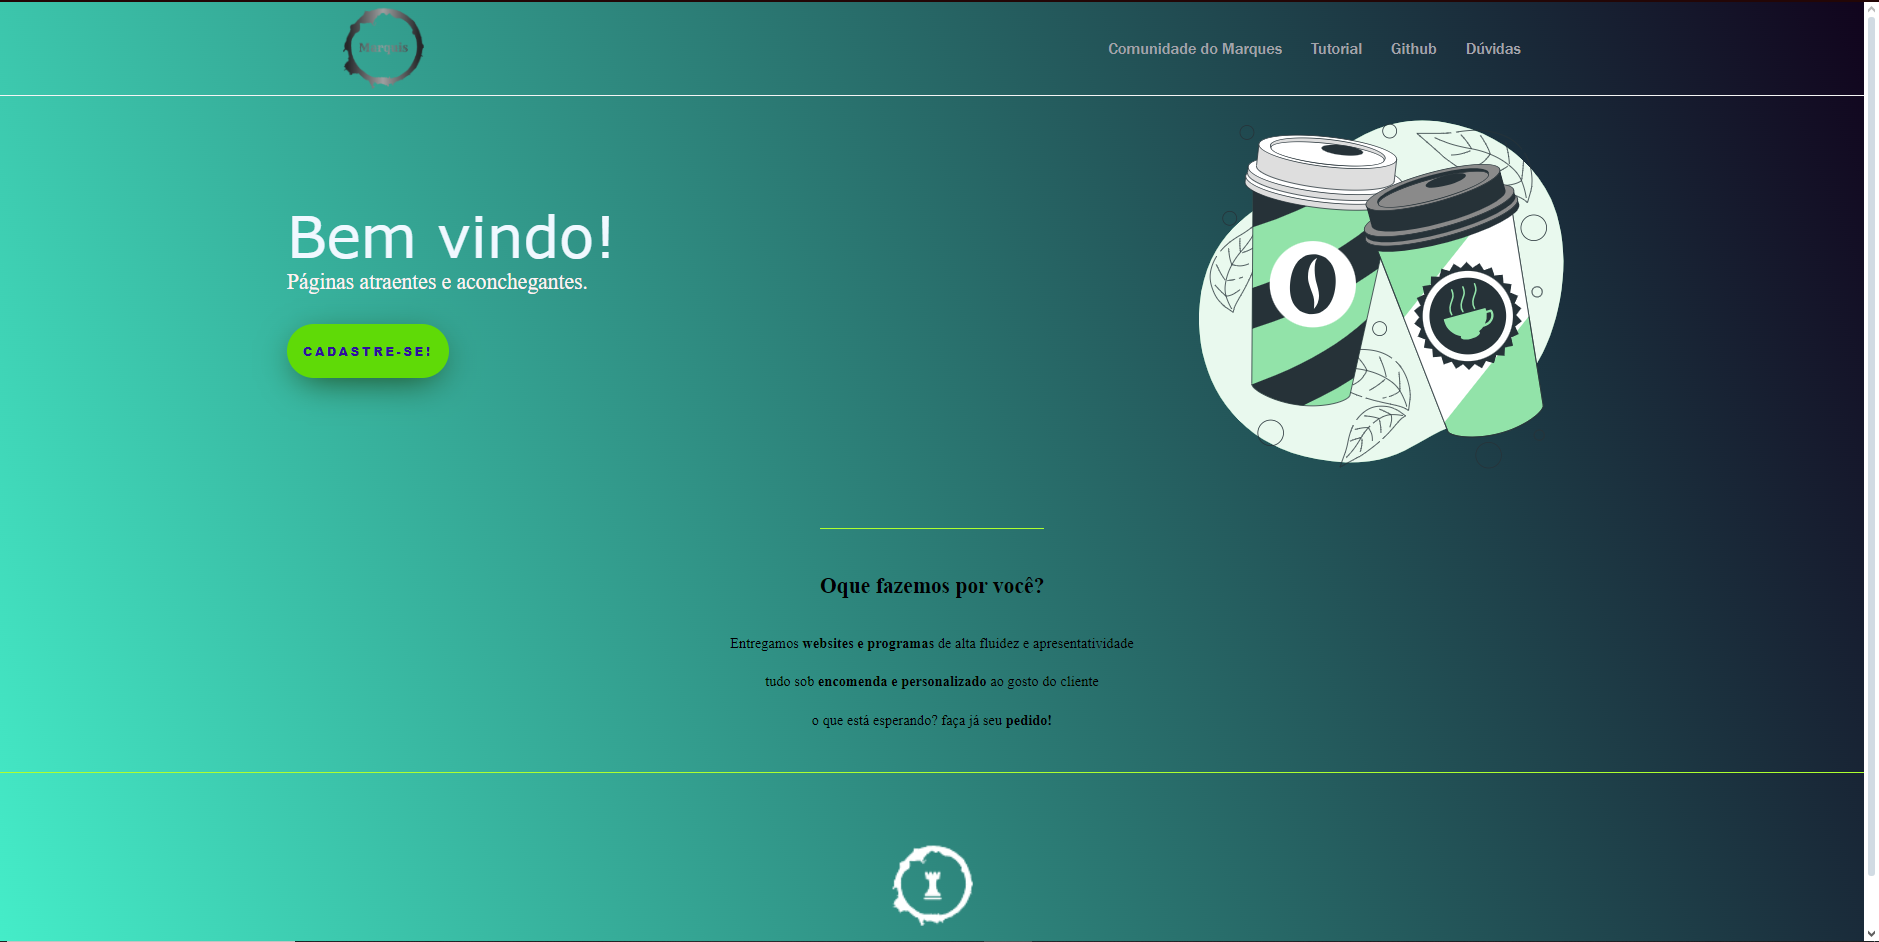 Marquis
Comunidade do Marques
Tutorial
Github
Dúvidas
Bem vindo!
Páginas atraentes e aconchegantes.
CADASTRE-SE!
Oque fazemos por você?
Entregamos websites e programas de alta fluidez e apresentatividade
tudo sob encomenda e personalizado ao gosto do cliente
o que está esperando? faça já seu pedido!